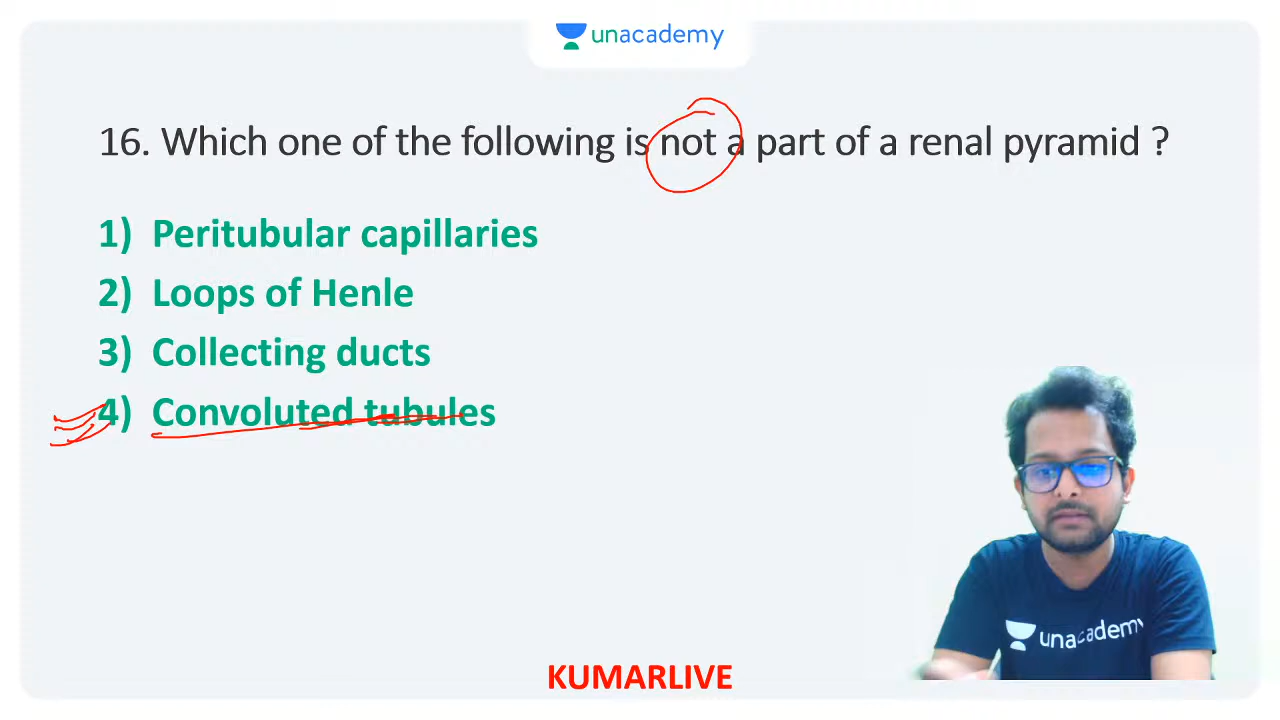 unacademy
16. Which one of the following is not a part of a renal pyramid ?
1) Peritubular capillaries
2) Loops of Henle
3) Collecting ducts
4) Convoluted tubules
unacademy
KUMARLIVE